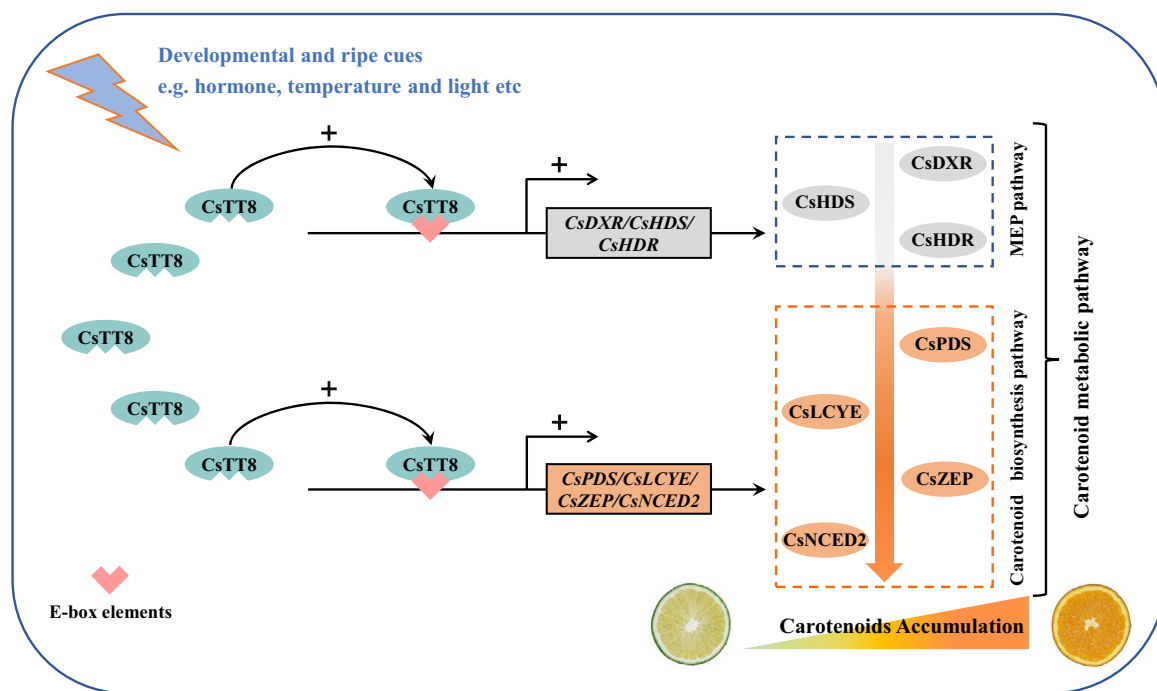 Developmental and ripe cues
e.g. hormone, temperature and light etc
+
+
CsTT8
CsTT8
CsDXR/CsHDS/
CsHDR
CsDXR
CsHDS
CsHDR
MEP pathway
CsTT8
CsTT8
CsTT8
+
+
CsTT8
CsTT8
CsPDS/CsLCYE/
CsZEP/CsNCED2
CsPDS
CsLCYE
CsZEP
CsNCED2
Carotenoid biosynthesis pathway
Carotenoid metabolic pathway
E-box elements
Carotenoids Accumulation